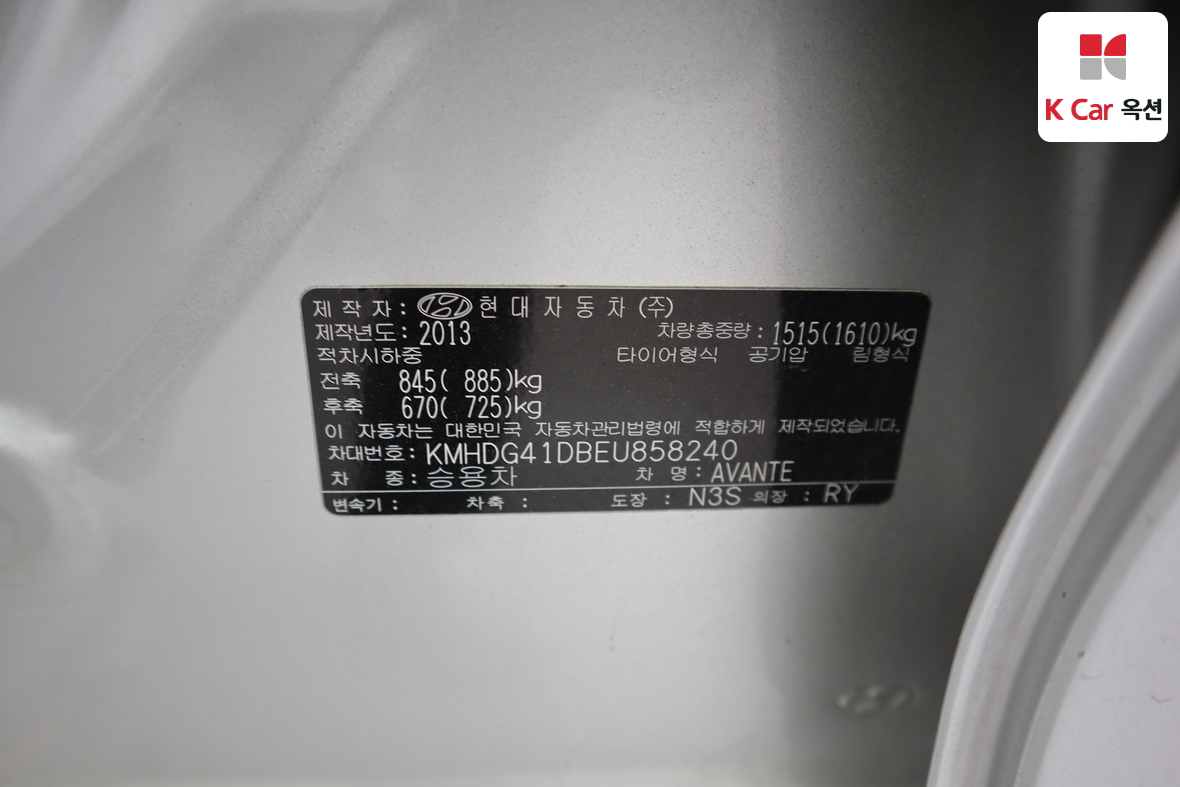 K Car 옥션
제 작 자 : 현 대 자 동 차 (주)
제작년도 : 2013 차량총중량 : 1515(1610)kg
적차시하중 타이어형식 공기압 림형식
전축 845( 885)kg
후축 670( 725)kg
이 자동차는 대한민국 자동차관리법령에 적합하게 제작되었습니다.
차대번호 : KMHDG41DBEU858240
차 종 : 승용차 차 명 : AVANTE
변속기 : 차축 : 도장 : N3S 의장 : RY